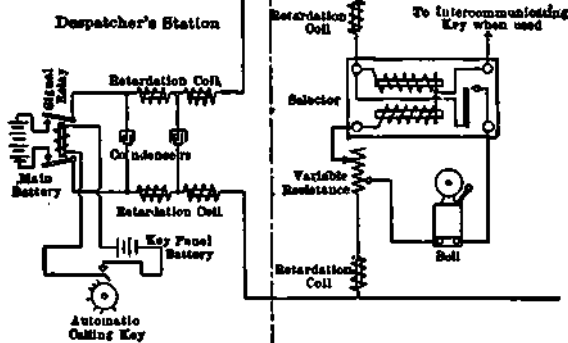 Despatcher's Station
Signal
Relay
Retardation Coil
Main
Battery
Condensers
Retardation Coil
Key Panel
Battery
Automatic
Calling Key
Retardation
Coil
To Intercommunicating
Key when used
Selector
Variable
Resistance
Bell
Retardation
Coil